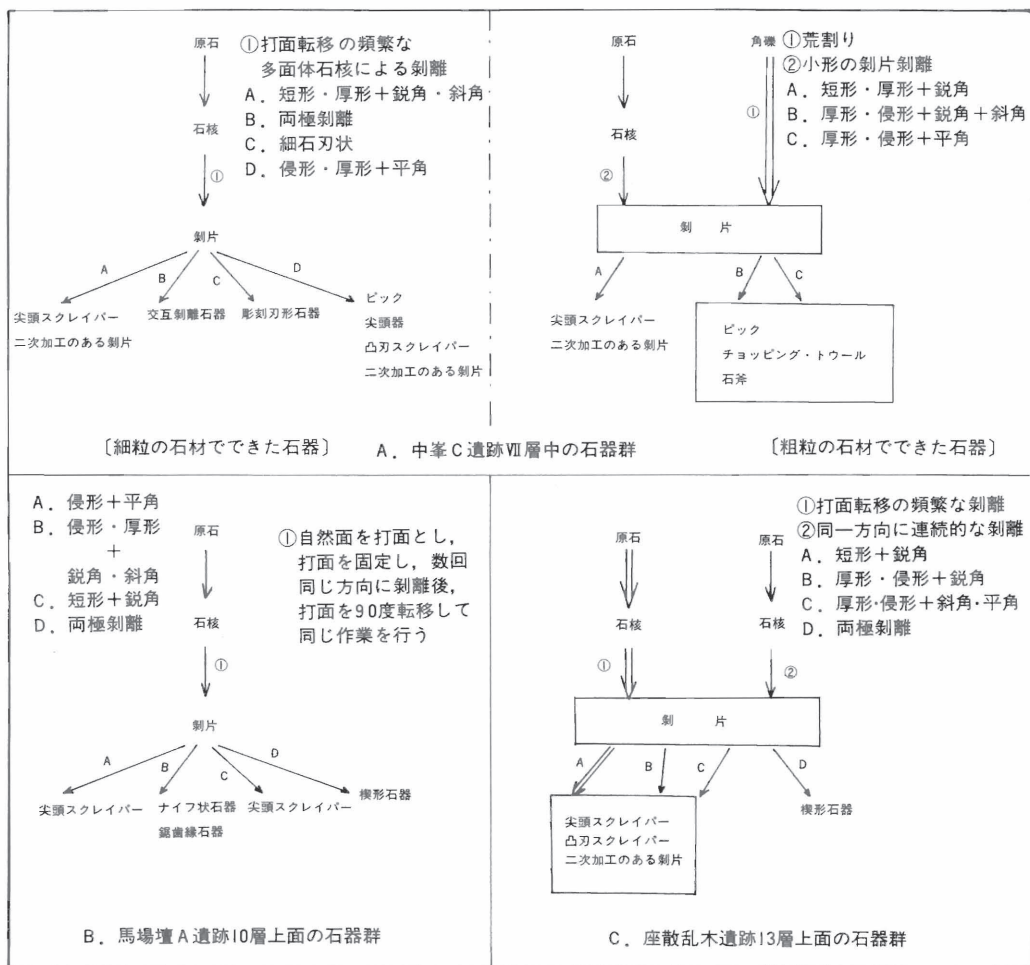 原石
①打面転移の頻繁な
多面体石核による剝離
A．短形・厚形＋鋭角・斜角
B．両極剝離
C．細石刃状
D．侵形・厚形＋平角
石核
①
剝片
A
B
C
D
尖頭スクレイパー
二次加工のある剝片
交互剝離石器
彫刻刃形石器
ピック
尖頭器
凸刃スクレイパー
二次加工のある剝片
〔細粒の石材でできた石器〕
原石
角礫
①荒割り
②小形の剝片剝離
A．短形・厚形＋鋭角
B．厚形・侵形＋鋭角＋斜角
C．厚形・侵形＋平角
①
石核
②
剝　片
A
B
C
尖頭スクレイパー
二次加工のある剝片
ピック
チョッピング・トゥール
石斧
〔粗粒の石材でできた石器〕
A．中峯C遺跡Ⅶ層中の石器群
A．侵形＋平角
B．侵形・厚形
＋
鋭角・斜角
C．短形＋鋭角
D．両極剝離
原石
①自然面を打面とし，
打面を固定し，数回
同じ方向に剝離後，
打面を90度転移して
同じ作業を行う
石核
①
剝片
A
B
C
D
尖頭スクレイパー
ナイフ状石器
鋸歯縁石器
尖頭スクレイパー
楔形石器
B．馬場壇A遺跡10層上面の石器群
原石
原石
①打面転移の頻繁な剝離
②同一方向に連続的な剝離
A．短形＋鋭角
B．厚形・侵形＋鋭角
C．厚形・侵形＋斜角・平角
D．両極剝離
石核
石核
①
②
剝　片
A
B
C
D
尖頭スクレイパー
凸刃スクレイパー
二次加工のある剝片
楔形石器
C．座散乱木遺跡13層上面の石器群